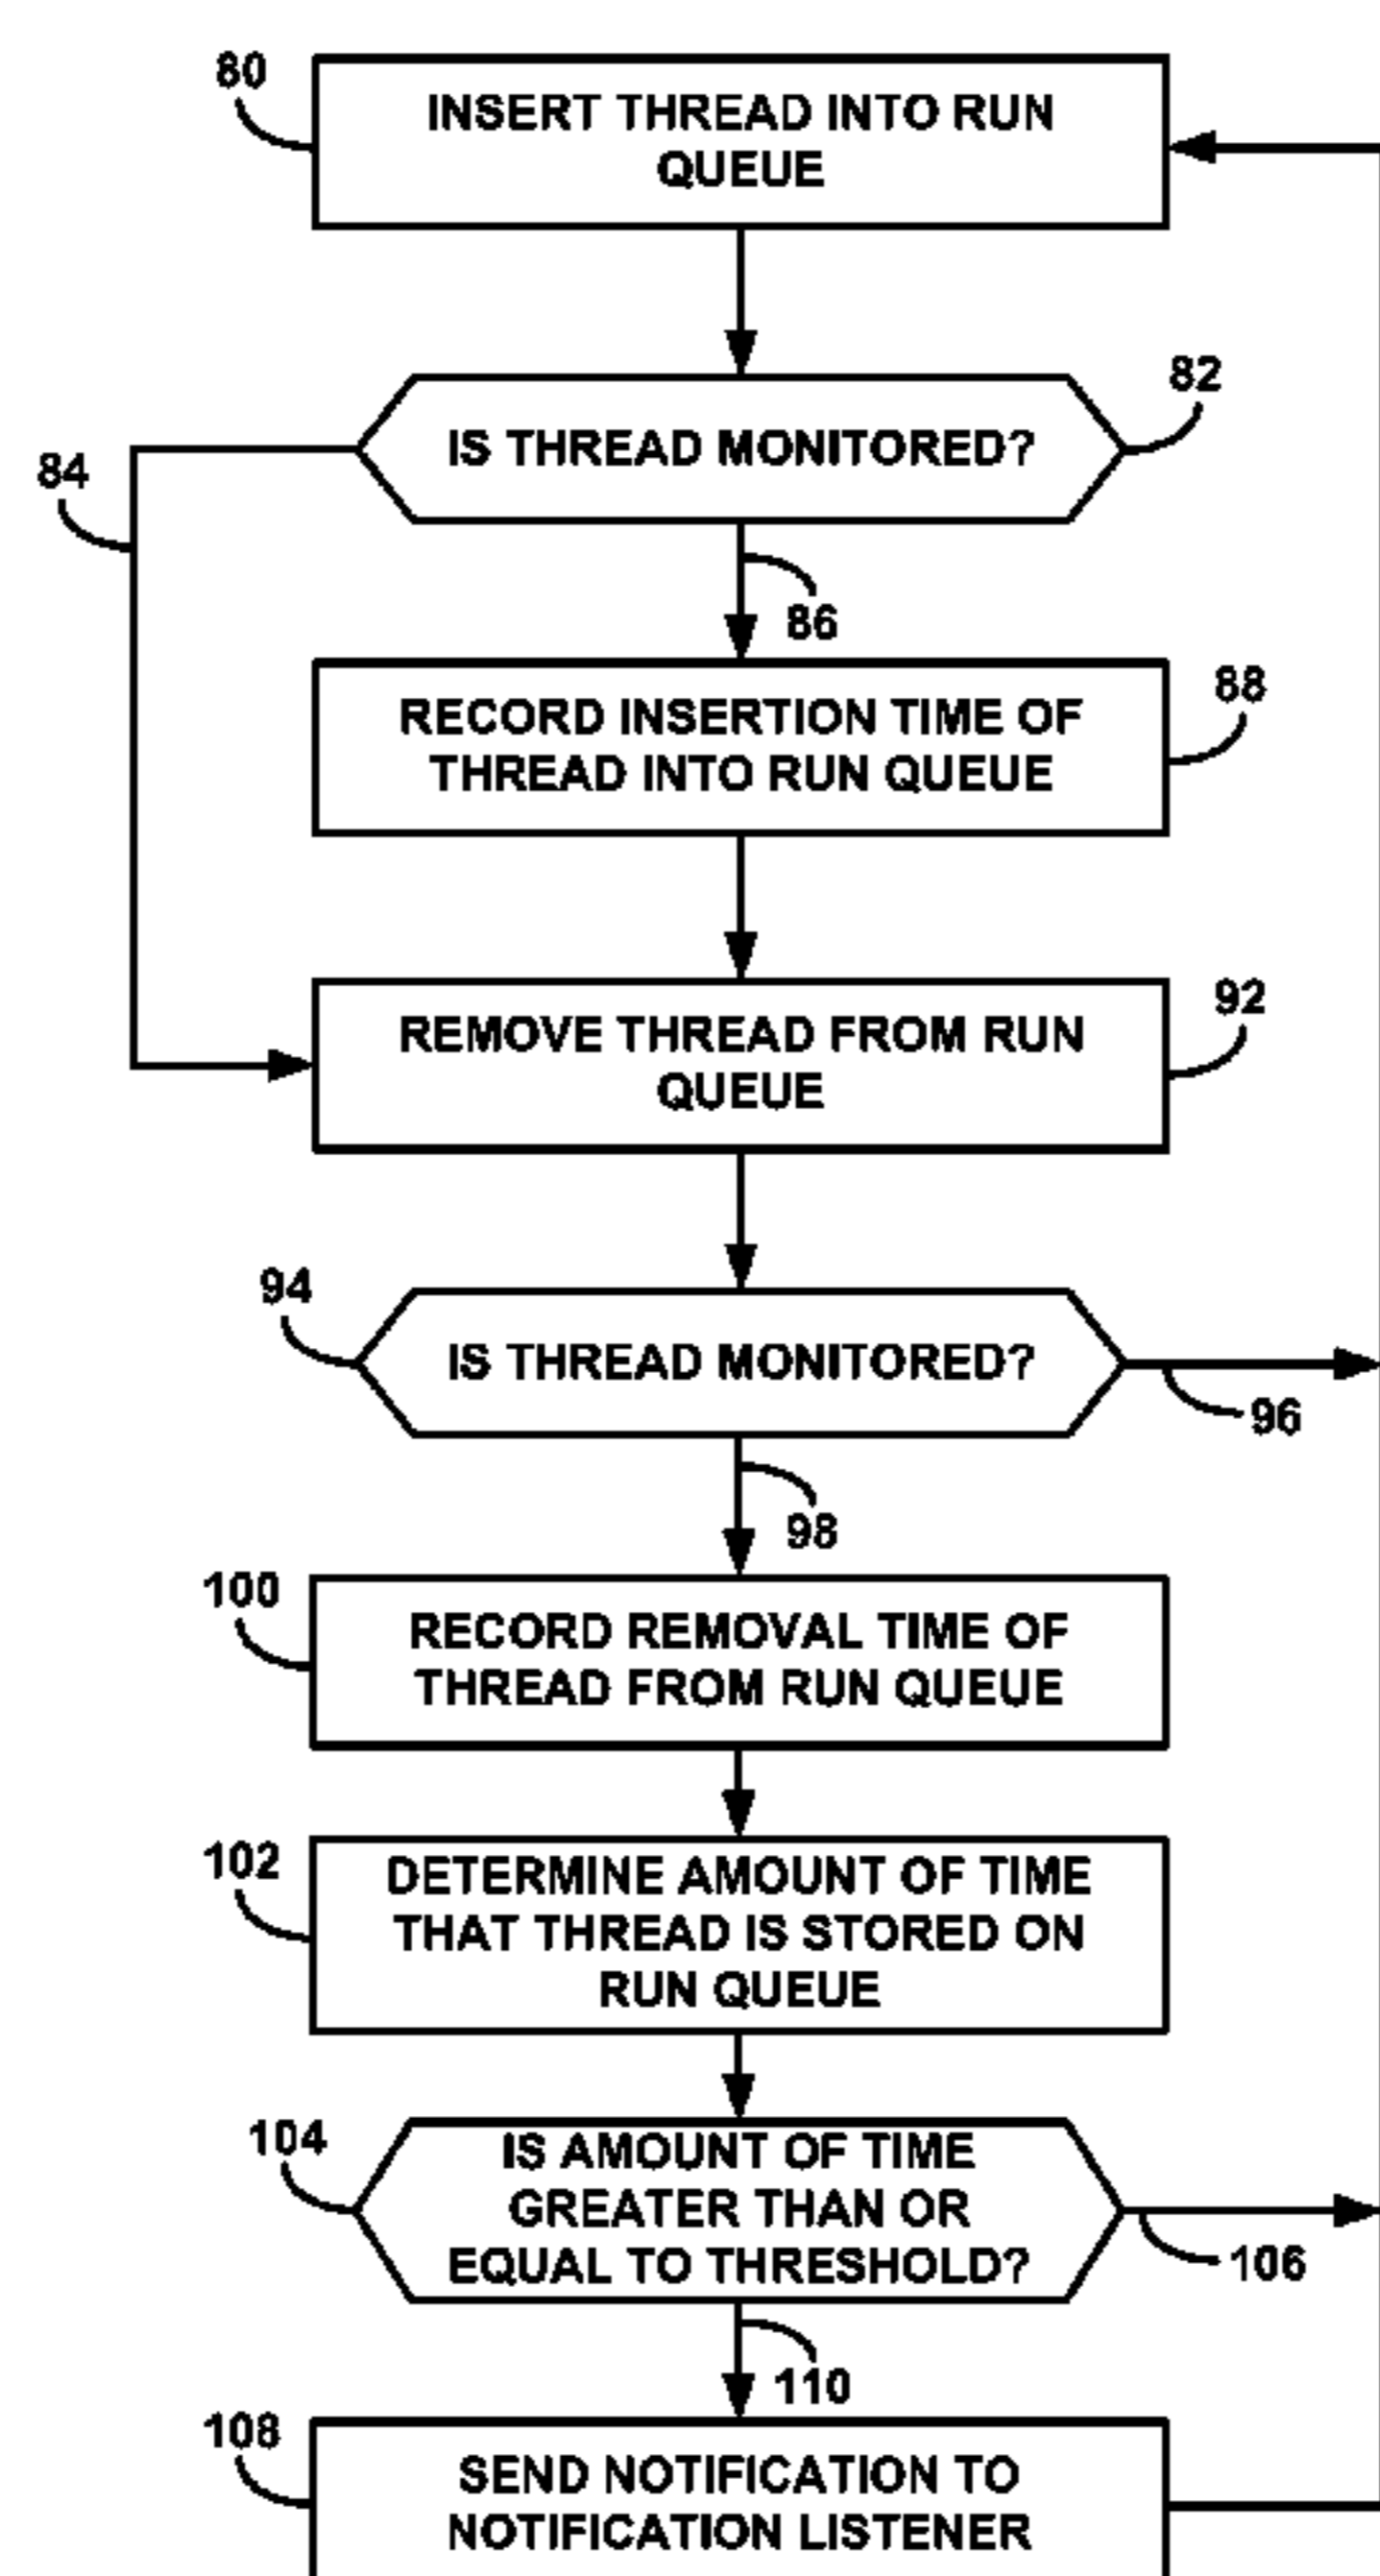 80
INSERT THREAD INTO RUN
QUEUE
82
IS THREAD MONITORED?
84
86
88
RECORD INSERTION TIME OF
THREAD INTO RUN QUEUE
92
REMOVE THREAD FROM RUN
QUEUE
94
IS THREAD MONITORED?
96
98
100
RECORD REMOVAL TIME OF
THREAD FROM RUN QUEUE
102
DETERMINE AMOUNT OF TIME
THAT THREAD IS STORED ON
RUN QUEUE
104
IS AMOUNT OF TIME
GREATER THAN OR
EQUAL TO THRESHOLD?
106
110
108
SEND NOTIFICATION TO
NOTIFICATION LISTENER